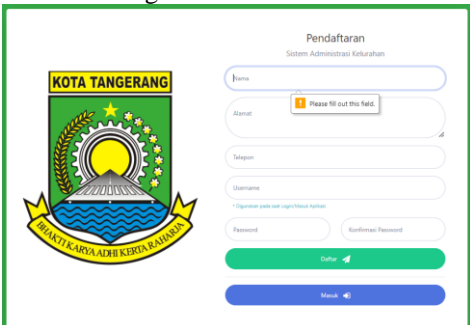 Pendaftaran
Sistem Administrasi Kelurahan
KOTA TANGERANG
Nama
Please fill out this field.
Alamat
Telepon
Username
* Digunakan pada saat Login/Masuk Aplikasi
Password
Konfirmasi Password
BHAKTI KARYA ADHI KERTA RAHARJA
Daftar
Masuk